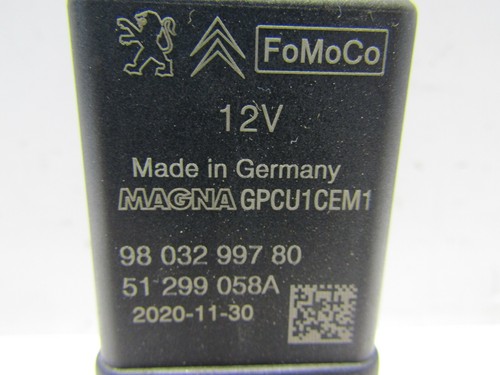 FoMoCo
12V
Made in Germany
MAGNA GPCU1CEM1
98 032 997 80
51 299 058A
2020-11-30